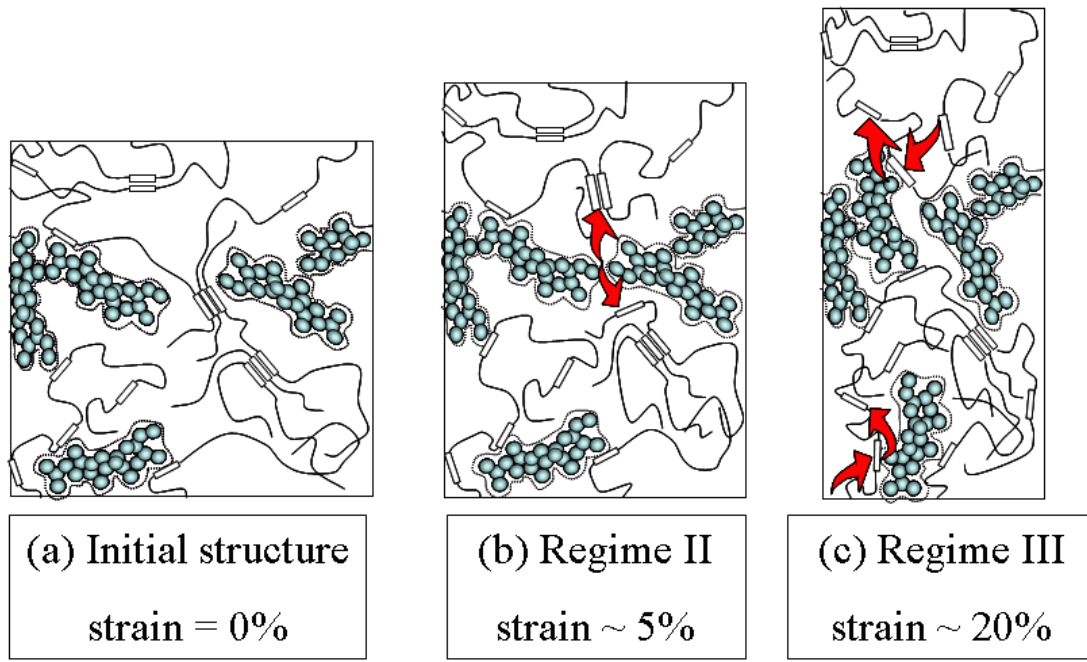 (a) Initial structure
strain = 0%
(b) Regime II
strain ~ 5%
(c) Regime III
strain ~ 20%